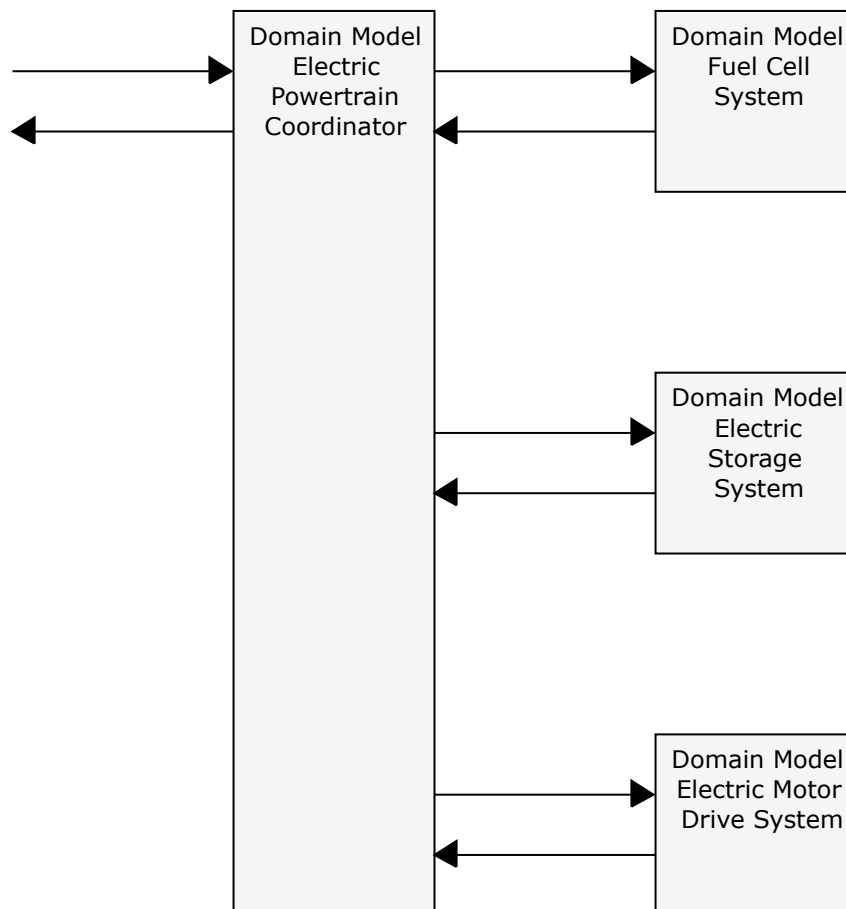 Domain Model
Electric
Powertrain
Coordinator
Domain Model
Fuel Cell
System
Domain Model
Electric
Storage
System
Domain Model
Electric Motor
Drive System